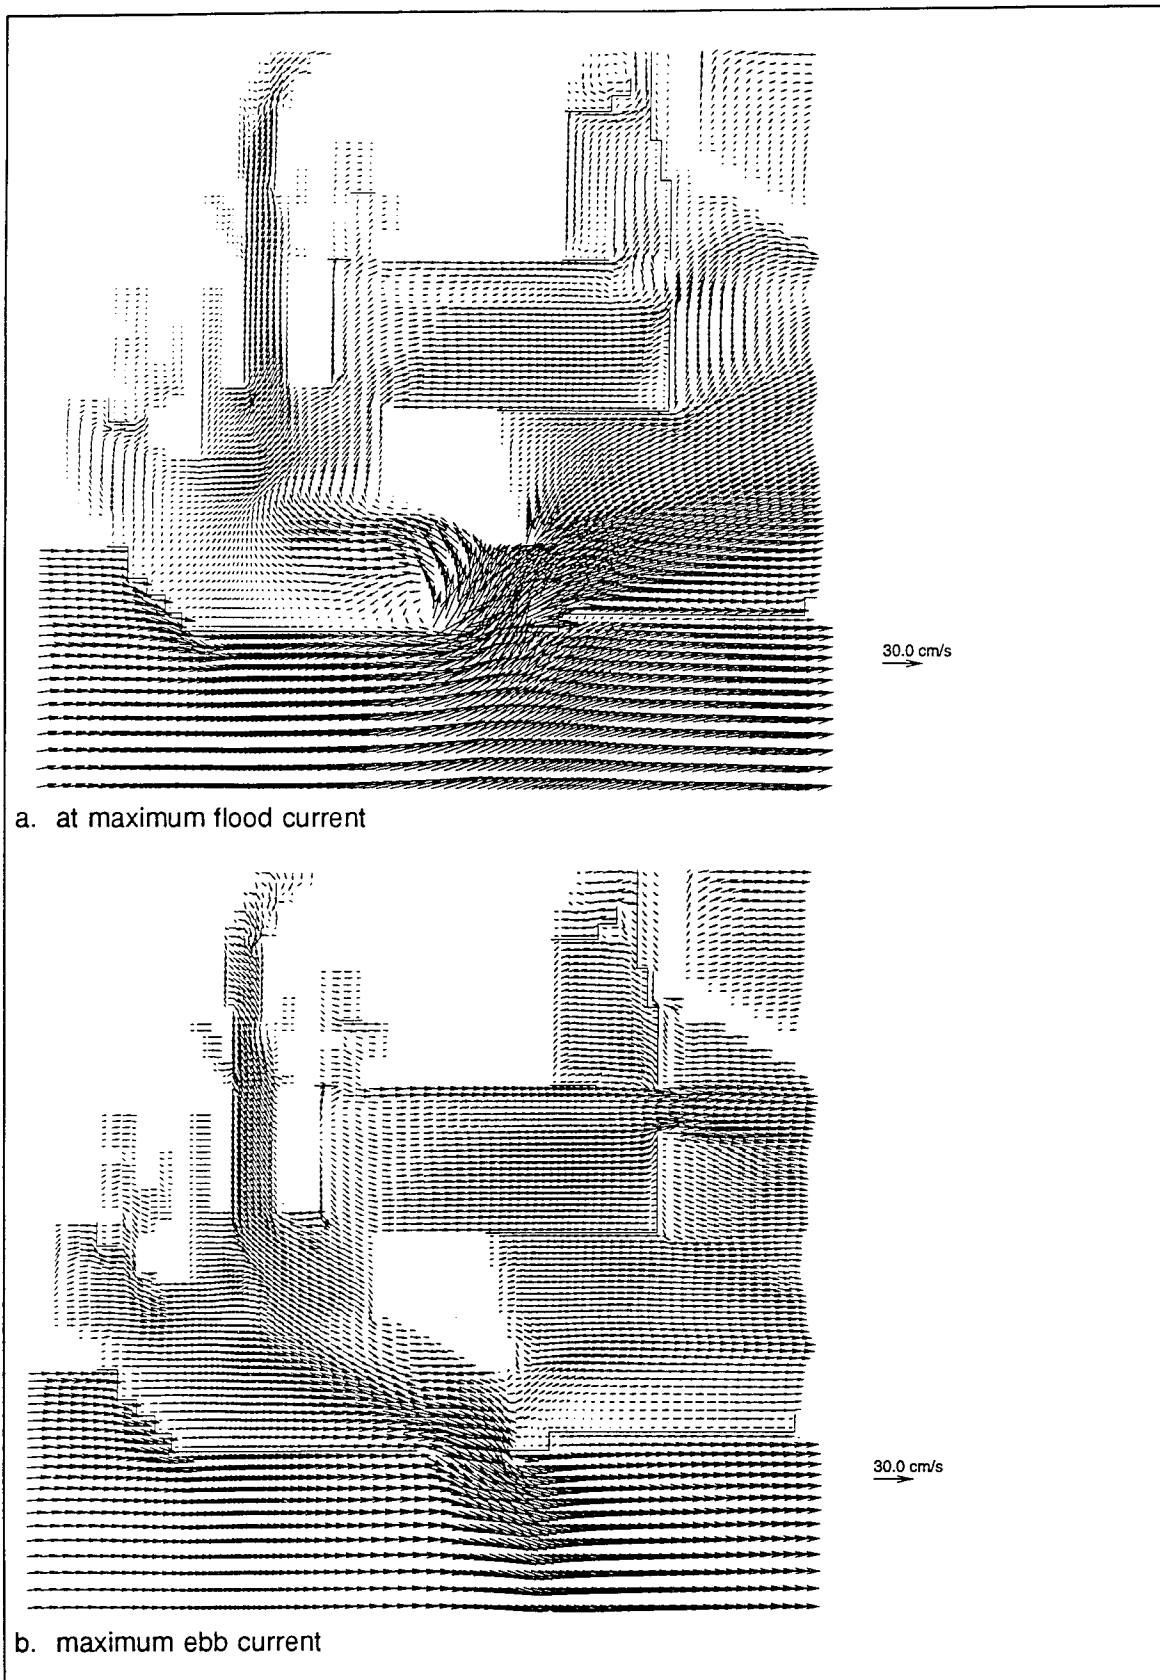 30.0 cm/s
a. at maximum flood current
30.0 cm/s
b. maximum ebb current